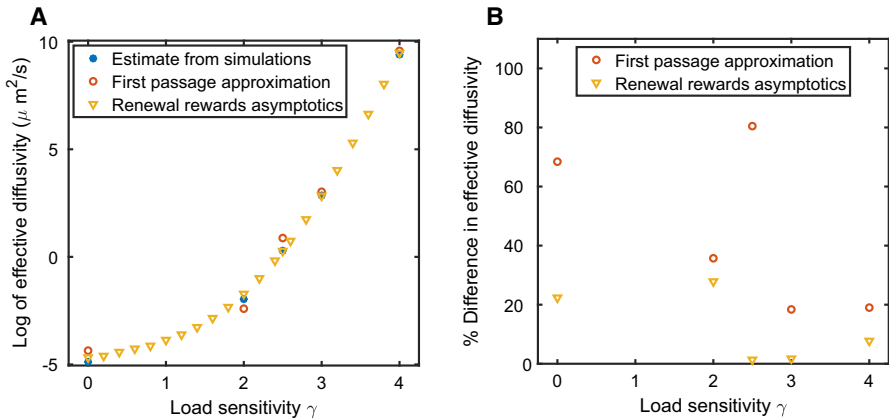 A
Log of effective diffusivity (μ m²/s)
10
5
0
-5
Estimate from simulations
First passage approximation
Renewal rewards asymptotics
0 1 2 3 4
Load sensitivity γ
B
% Difference in effective diffusivity
100
80
60
40
20
0
First passage approximation
Renewal rewards asymptotics
0 1 2 3 4
Load sensitivity γ